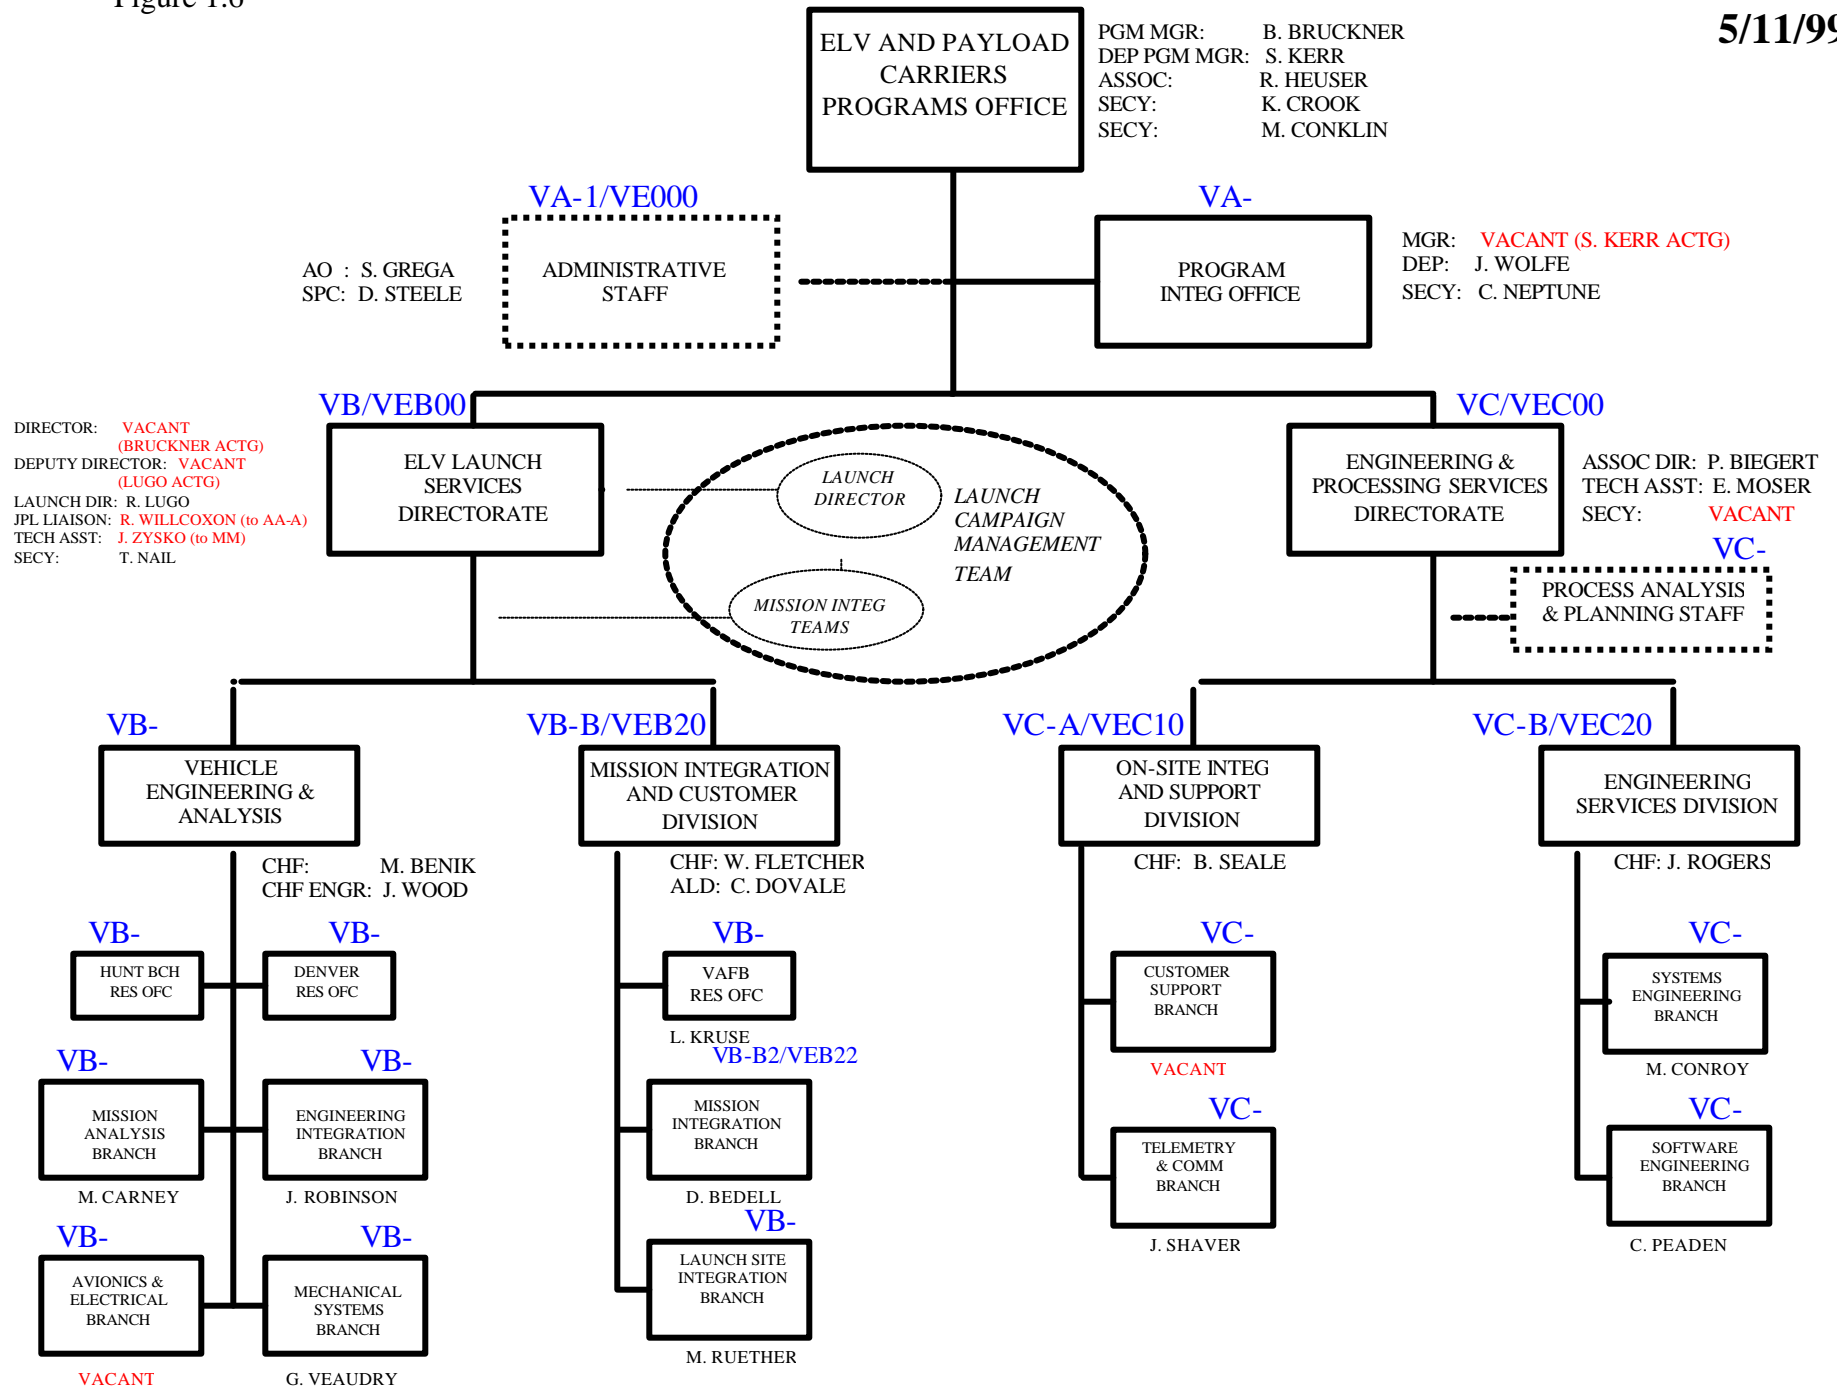 Figure 1.6
5/11/99
ELV AND PAYLOAD
CARRIERS
PROGRAMS OFFICE
PGM MGR: B. BRUCKNER
DEP PGM MGR: S. KERR
ASSOC: R. HEUSER
SECY: K. CROOK
SECY: M. CONKLIN
VA-1/VE000
AO : S. GREGA
SPC: D. STEELE
ADMINISTRATIVE
STAFF
VA-
PROGRAM
INTEG OFFICE
MGR: VACANT (S. KERR ACTG)
DEP: J. WOLFE
SECY: C. NEPTUNE
VB/VEB00
DIRECTOR: VACANT
(BRUCKNER ACTG)
DEPUTY DIRECTOR: VACANT
(LUGO ACTG)
LAUNCH DIR: R. LUGO
JPL LIAISON: R. WILLCOXON (to AA-A)
TECH ASST: J. ZYSKO (to MM)
SECY: T. NAIL
ELV LAUNCH
SERVICES
DIRECTORATE
LAUNCH
DIRECTOR
LAUNCH
CAMPAIGN
MANAGEMENT
TEAM
MISSION INTEG
TEAMS
VC/VEC00
ENGINEERING &
PROCESSING SERVICES
DIRECTORATE
ASSOC DIR: P. BIEGERT
TECH ASST: E. MOSER
SECY: VACANT
VC-
PROCESS ANALYSIS
& PLANNING STAFF
VB-
VEHICLE
ENGINEERING &
ANALYSIS
CHF: M. BENIK
CHF ENGR: J. WOOD
VB-B/VEB20
MISSION INTEGRATION
AND CUSTOMER
DIVISION
CHF: W. FLETCHER
ALD: C. DOVALE
VC-A/VEC10
ON-SITE INTEG
AND SUPPORT
DIVISION
CHF: B. SEALE
VC-B/VEC20
ENGINEERING
SERVICES DIVISION
CHF: J. ROGERS
VB-
HUNT BCH
RES OFC
VB-
DENVER
RES OFC
VB-
MISSION
ANALYSIS
BRANCH
M. CARNEY
VB-
ENGINEERING
INTEGRATION
BRANCH
J. ROBINSON
VB-
AVIONICS &
ELECTRICAL
BRANCH
VACANT
VB-
MECHANICAL
SYSTEMS
BRANCH
G. VEAUDRY
VB-
VAFB
RES OFC
L. KRUSE
VB-B2/VEB22
MISSION
INTEGRATION
BRANCH
D. BEDELL
VB-
LAUNCH SITE
INTEGRATION
BRANCH
M. RUETHER
VC-
CUSTOMER
SUPPORT
BRANCH
VACANT
VC-
TELEMETRY
& COMM
BRANCH
J. SHAVER
VC-
SYSTEMS
ENGINEERING
BRANCH
M. CONROY
VC-
SOFTWARE
ENGINEERING
BRANCH
C. PEADEN